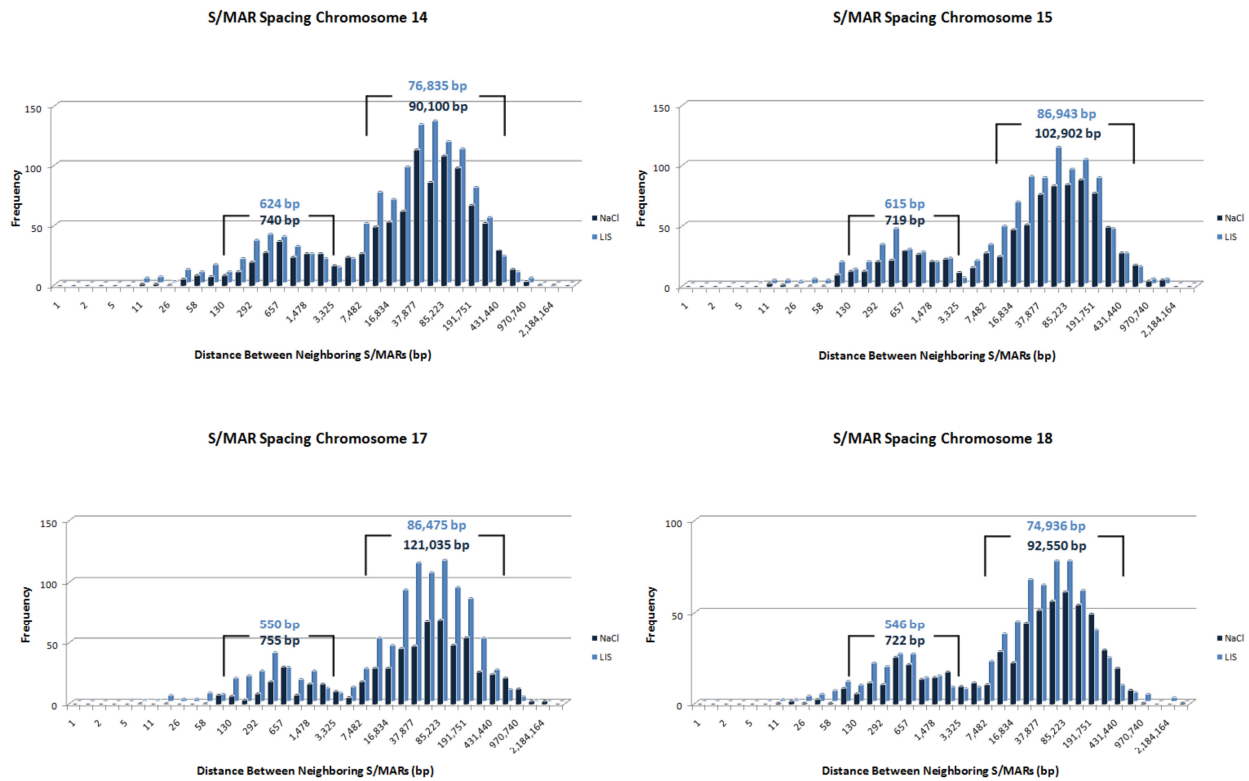 S/MAR Spacing Chromosome 14
76,835 bp
90,100 bp
624 bp
740 bp
150
100
50
0
Frequency
NaCl
LIS
1 2 5 11 26 58 130 292 657 1,478 3,325 7,482 16,834 37,877 85,223 191,751 431,440 970,740 2,184,164
Distance Between Neighboring S/MARs (bp)
S/MAR Spacing Chromosome 15
86,943 bp
102,902 bp
615 bp
719 bp
150
100
50
0
Frequency
NaCl
LIS
1 2 5 11 26 58 130 292 657 1,478 3,325 7,482 16,834 37,877 85,223 191,751 431,440 970,740 2,184,164
Distance Between Neighboring S/MARs (bp)
S/MAR Spacing Chromosome 17
86,475 bp
121,035 bp
550 bp
755 bp
150
100
50
0
Frequency
NaCl
LIS
1 2 5 11 26 58 130 292 657 1,478 3,325 7,482 16,834 37,877 85,223 191,751 431,440 970,740 2,184,164
Distance Between Neighboring S/MARs (bp)
S/MAR Spacing Chromosome 18
74,936 bp
92,550 bp
546 bp
722 bp
100
50
0
Frequency
NaCl
LIS
1 2 5 11 26 58 130 292 657 1,478 3,325 7,482 16,834 37,877 85,223 191,751 431,440 970,740 2,184,164
Distance Between Neighboring S/MARs (bp)